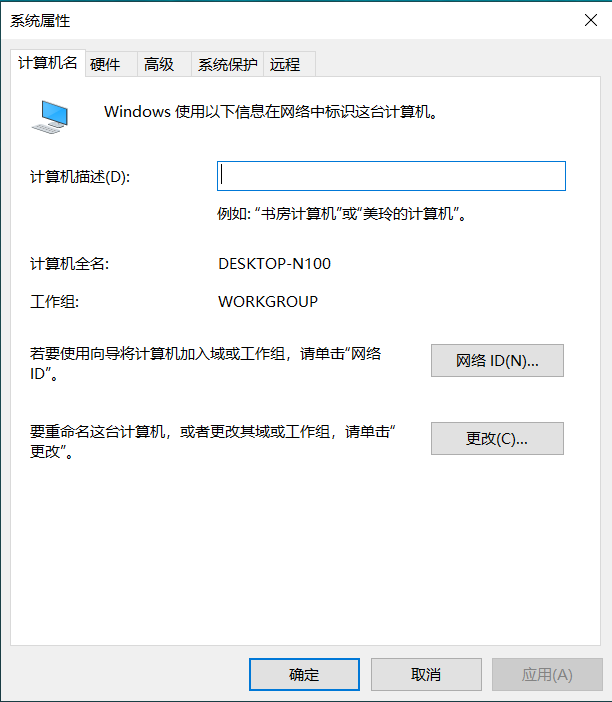 系统属性
计算机名 硬件 高级 系统保护 远程
Windows 使用以下信息在网络中标识这台计算机。
计算机描述(D):
例如: “书房计算机”或“美玲的计算机”。
计算机全名: DESKTOP-N100
工作组: WORKGROUP
若要使用向导将计算机加入域或工作组，请单击“网络
ID”。
网络 ID(N)...
要重命名这台计算机，或者更改其域或工作组，请单击“
更改”。
更改(C)...
确定 取消 应用(A)